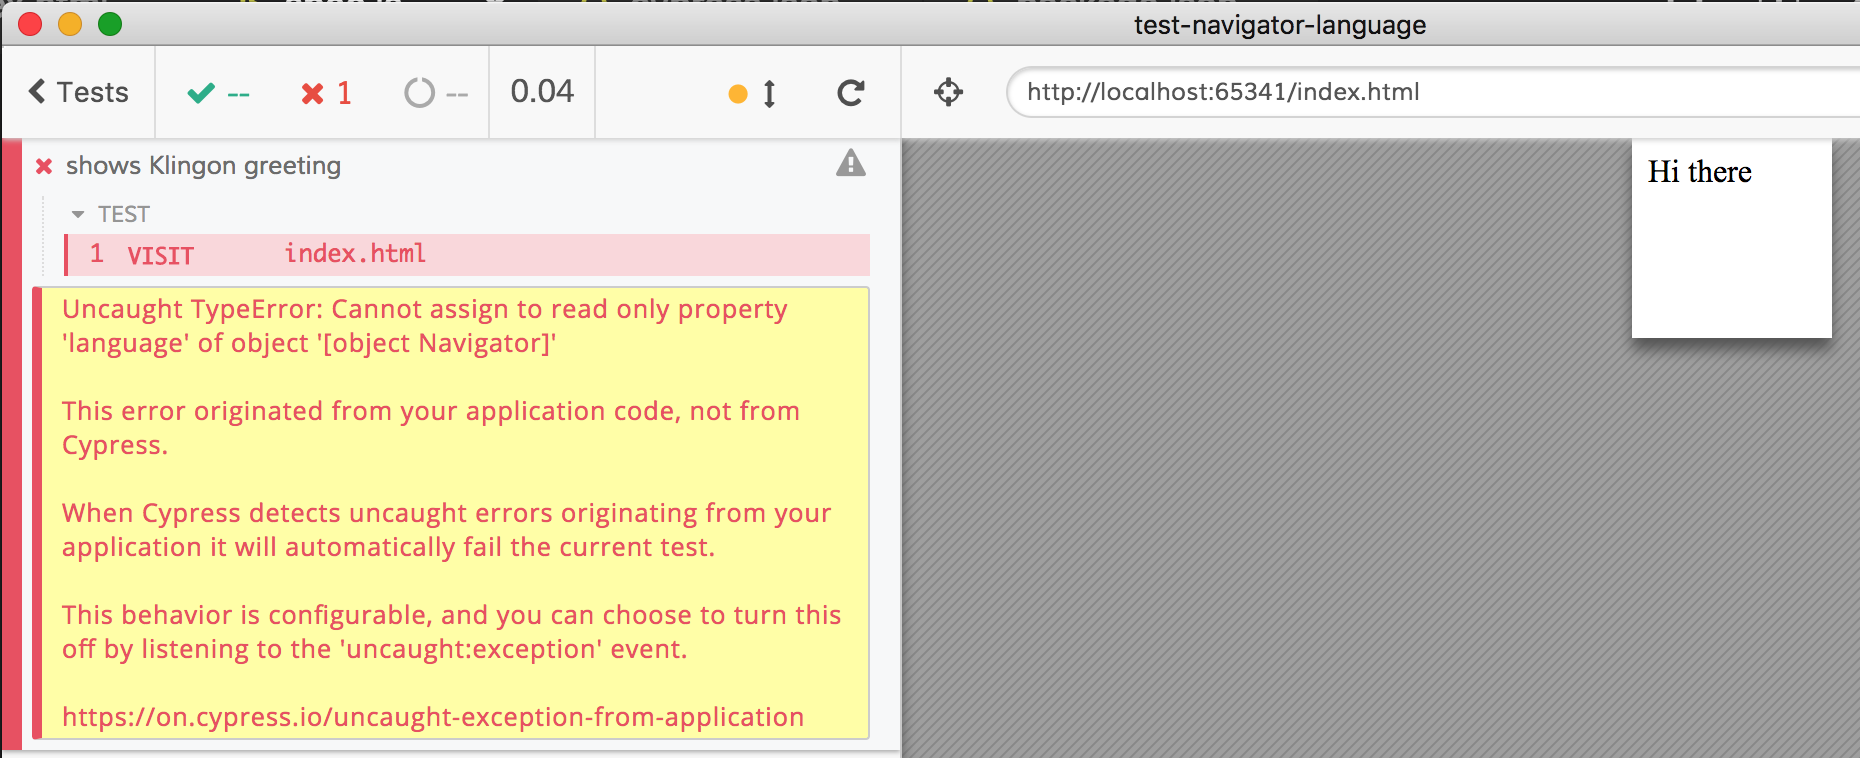 test-navigator-language
Tests
--
1
--
0.04
http://localhost:65341/index.html
shows Klingon greeting
TEST
1 VISIT index.html
Uncaught TypeError: Cannot assign to read only property
'language' of object '[object Navigator]'
This error originated from your application code, not from
Cypress.
When Cypress detects uncaught errors originating from your
application it will automatically fail the current test.
This behavior is configurable, and you can choose to turn this
off by listening to the 'uncaught:exception' event.
https://on.cypress.io/uncaught-exception-from-application
Hi there